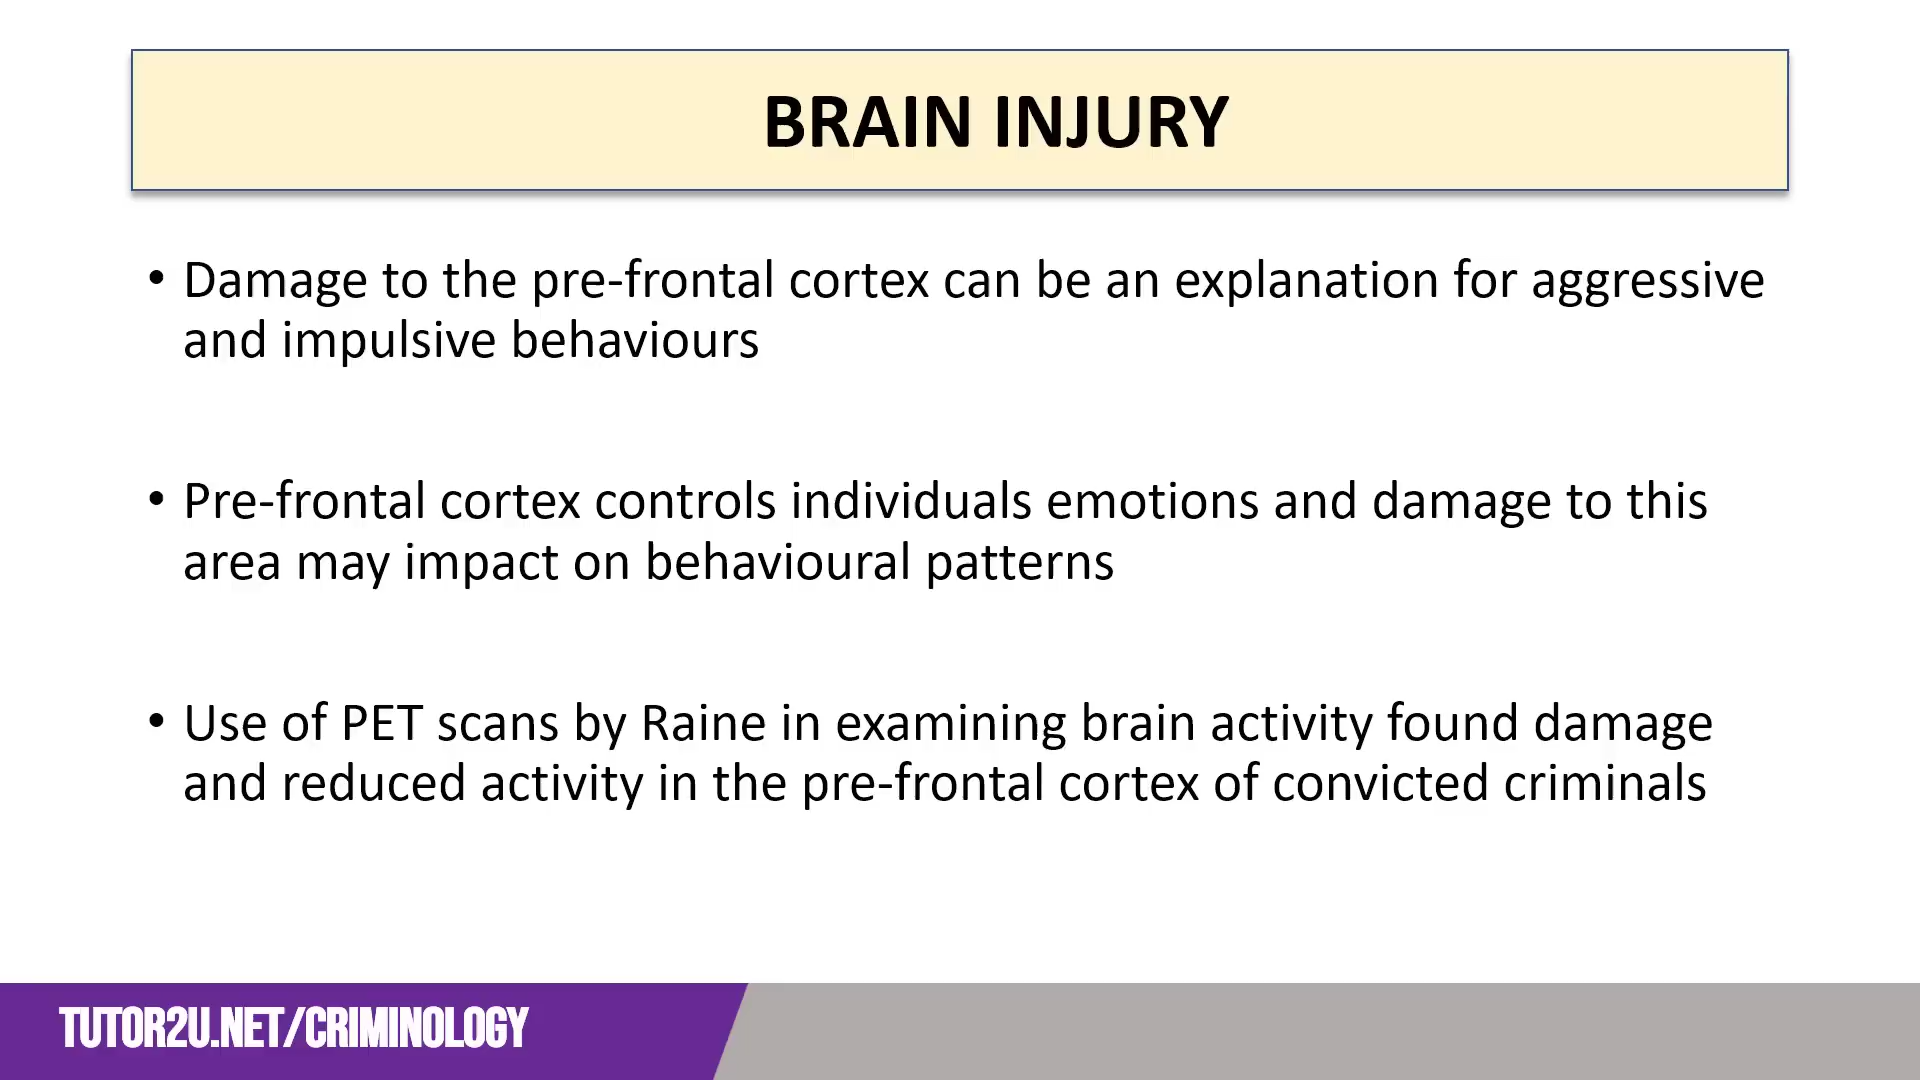 BRAIN INJURY
• Damage to the pre-frontal cortex can be an explanation for aggressive
and impulsive behaviours
• Pre-frontal cortex controls individuals emotions and damage to this
area may impact on behavioural patterns
• Use of PET scans by Raine in examining brain activity found damage
and reduced activity in the pre-frontal cortex of convicted criminals
TUTOR2U.NET/CRIMINOLOGY